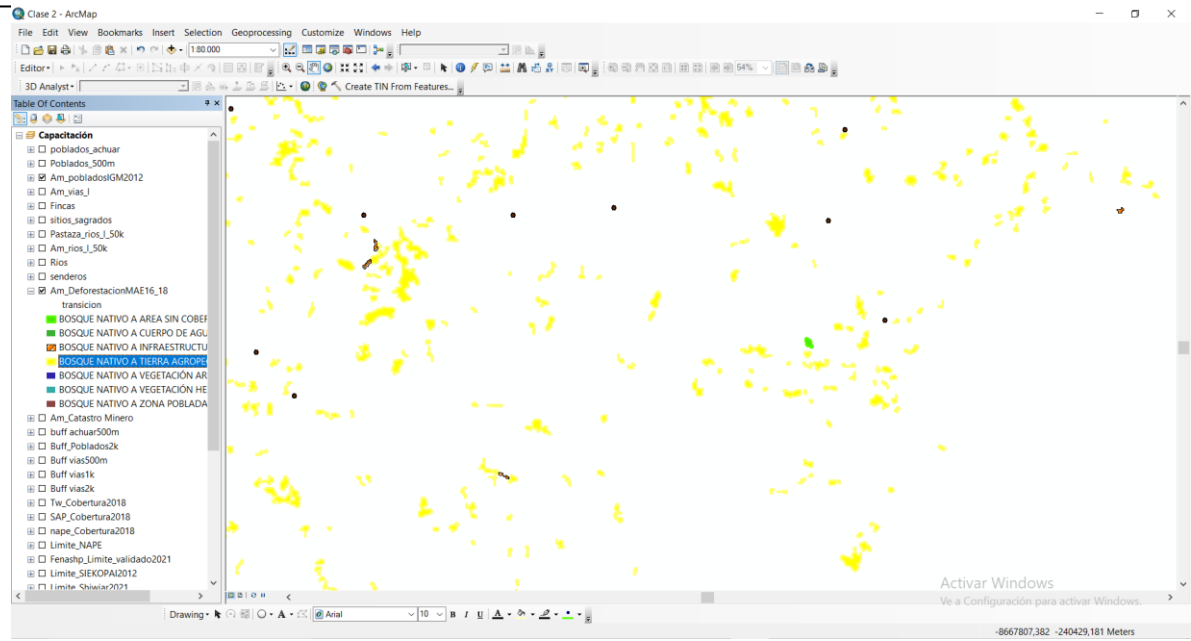 Clase 2 - ArcMap
File Edit View Bookmarks Insert Selection Geoprocessing Customize Windows Help
1:80.000
Editor
54%
3D Analyst
Create TIN From Features...
Table Of Contents
Capacitación
poblados_achuar
Poblados_500m
Am_pobladosIGM2012
Am_vias_l
Fincas
sitios_sagrados
Pastaza_rios_l_50k
Am_rios_l_50k
Rios
senderos
Am_DeforestacionMAE16_18
transicion
BOSQUE NATIVO A AREA SIN COBER
BOSQUE NATIVO A CUERPO DE AGU
BOSQUE NATIVO A INFRAESTRUCTU
BOSQUE NATIVO A TIERRA AGROPE
BOSQUE NATIVO A VEGETACIÓN AR
BOSQUE NATIVO A VEGETACIÓN HE
BOSQUE NATIVO A ZONA POBLADA
Am_Catastro Minero
buff achuar500m
Buff_Poblados2k
Buff vias500m
Buff vias1k
Buff vias2k
Tw_Cobertura2018
SAP_Cobertura2018
nape_Cobertura2018
Limite_NAPE
Fenashp_Limite_validado2021
Limite_SIEKOPAI2012
Limite_Shiwiar2021
Activar Windows
Ve a Configuración para activar Windows.
Drawing
A
Arial
10
B I U A
-8667807,382 -240429,181 Meters